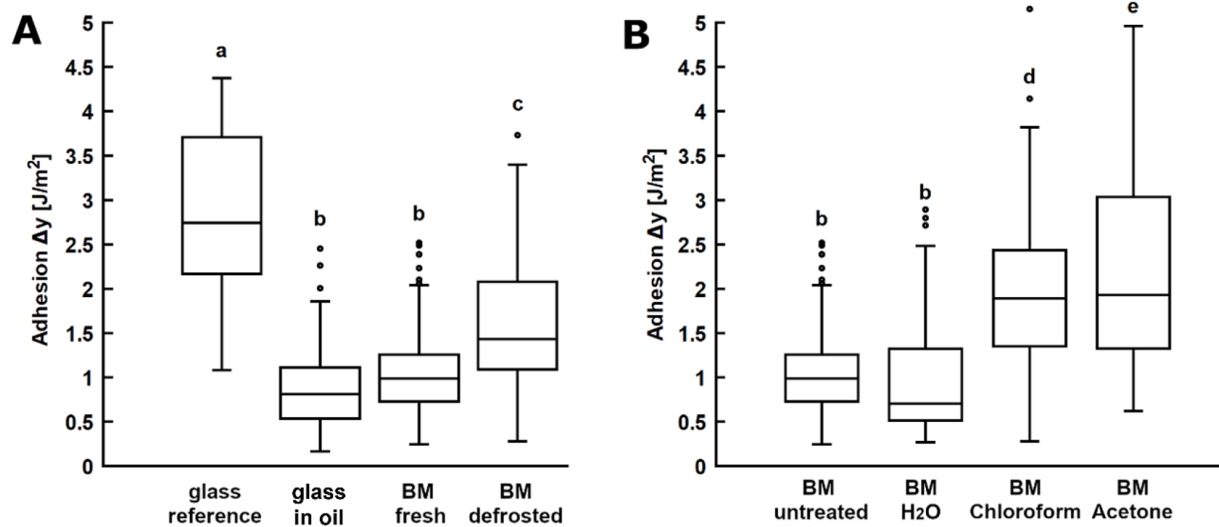 A
Adhesion Δy [J/m²]
5
4.5
4
3.5
3
2.5
2
1.5
1
0.5
0
a
b
b
c
glass
reference
glass
in oil
BM
fresh
BM
defrosted
B
Adhesion Δy [J/m²]
5
4.5
4
3.5
3
2.5
2
1.5
1
0.5
0
b
b
d
e
BM
untreated
BM
H₂O
BM
Chloroform
BM
Acetone